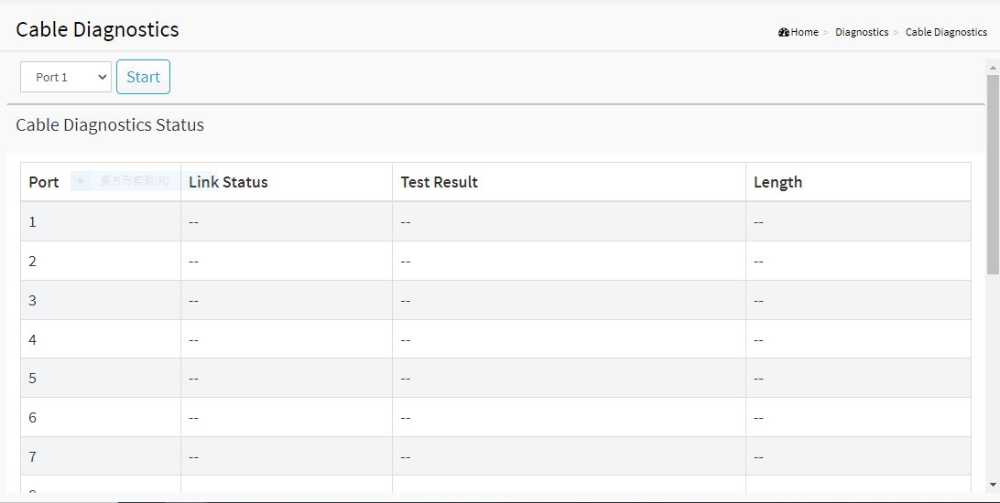 Cable Diagnostics
Home > Diagnostics > Cable Diagnostics
Port 1 Start
Cable Diagnostics Status
Port Link Status Test Result Length
長方形剪取(R)
1 -- -- --
2 -- -- --
3 -- -- --
4 -- -- --
5 -- -- --
6 -- -- --
7 -- -- --